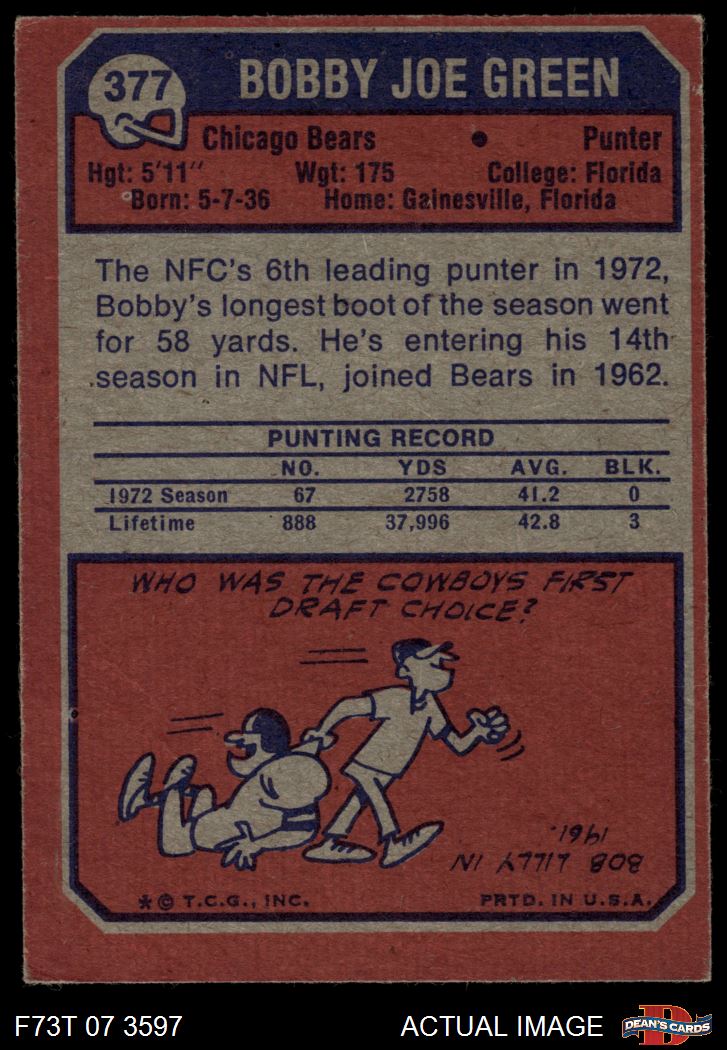 377
BOBBY JOE GREEN
Chicago Bears ● Punter
Hgt: 5'11" Wgt: 175 College: Florida
Born: 5-7-36 Home: Gainesville, Florida
The NFC's 6th leading punter in 1972,
Bobby's longest boot of the season went
for 58 yards. He's entering his 14th
season in NFL, joined Bears in 1962.
PUNTING RECORD
NO. YDS AVG. BLK.
1972 Season 67 2758 41.2 0
Lifetime 888 37,996 42.8 3
WHO WAS THE COWBOYS FIRST
DRAFT CHOICE?
BOB LILLY IN
1961.
* © T.C.G., INC. PRTD. IN U.S.A.
F73T 07 3597 ACTUAL IMAGE
D
DEAN'S CARDS